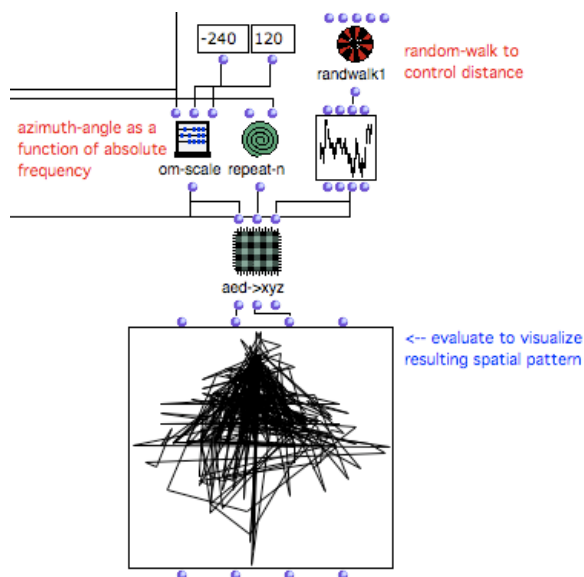 -240
120
randwalk1
random-walk to
control distance
azimuth-angle as a
function of absolute
frequency
om-scale
repeat-n
aed->xyz
<-- evaluate to visualize
resulting spatial pattern